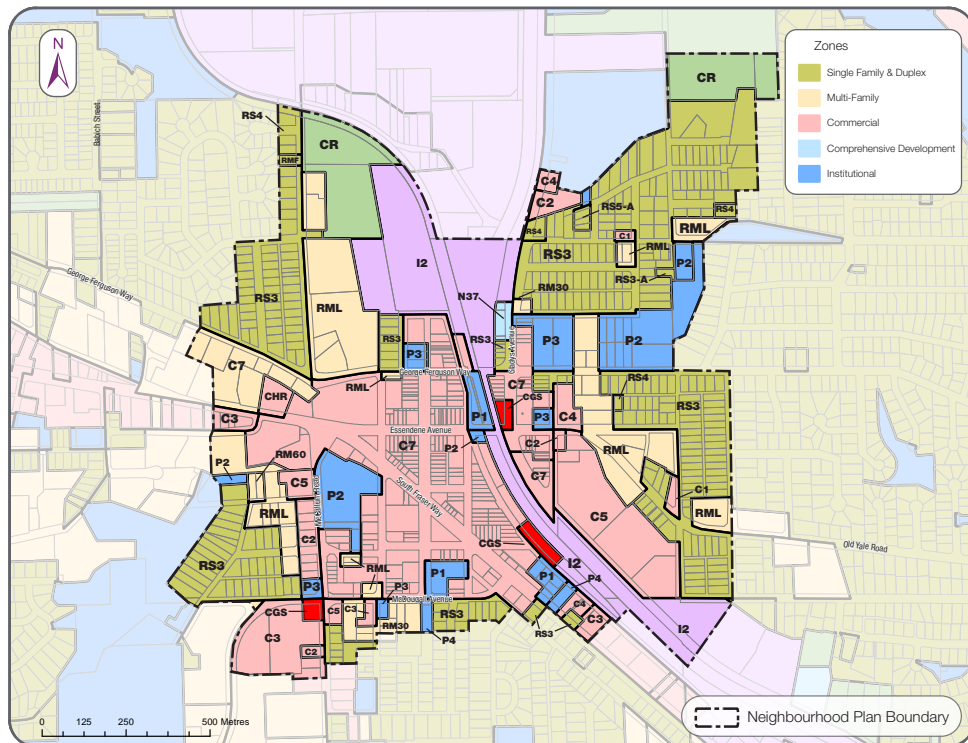 N
Zones
Single Family & Duplex
Multi-Family
Commercial
Comprehensive Development
Institutional
CR
Babich Street
RS4
CR
RMF
C4
C2
RS5-A
RS4
RS4
C1
RML
RS3
RML
P2
I2
RS3-A
George Ferguson Way
RS3
N37
RM30
RML
RS3
RS3
Gladys Avenue
P3
P2
P3
C7
RML
George Ferguson Way
C7
RS4
CHR
CGS
RS3
C3
P1
P3
C4
Essendene Avenue
C7
P2
C2
RML
P2
RM60
C7
C5
P2
McCallum Road
South Fraser Way
C1
RML
C5
RML
C2
CGS
Old Yale Road
RS3
I2
RML
P1
P1
P4
P3
P3
McDougall Avenue
CGS
C5
C3
C4
RS3
C3
RM30
C3
RS3
I2
P4
C2
0
125
250
500 Metres
Neighbourhood Plan Boundary